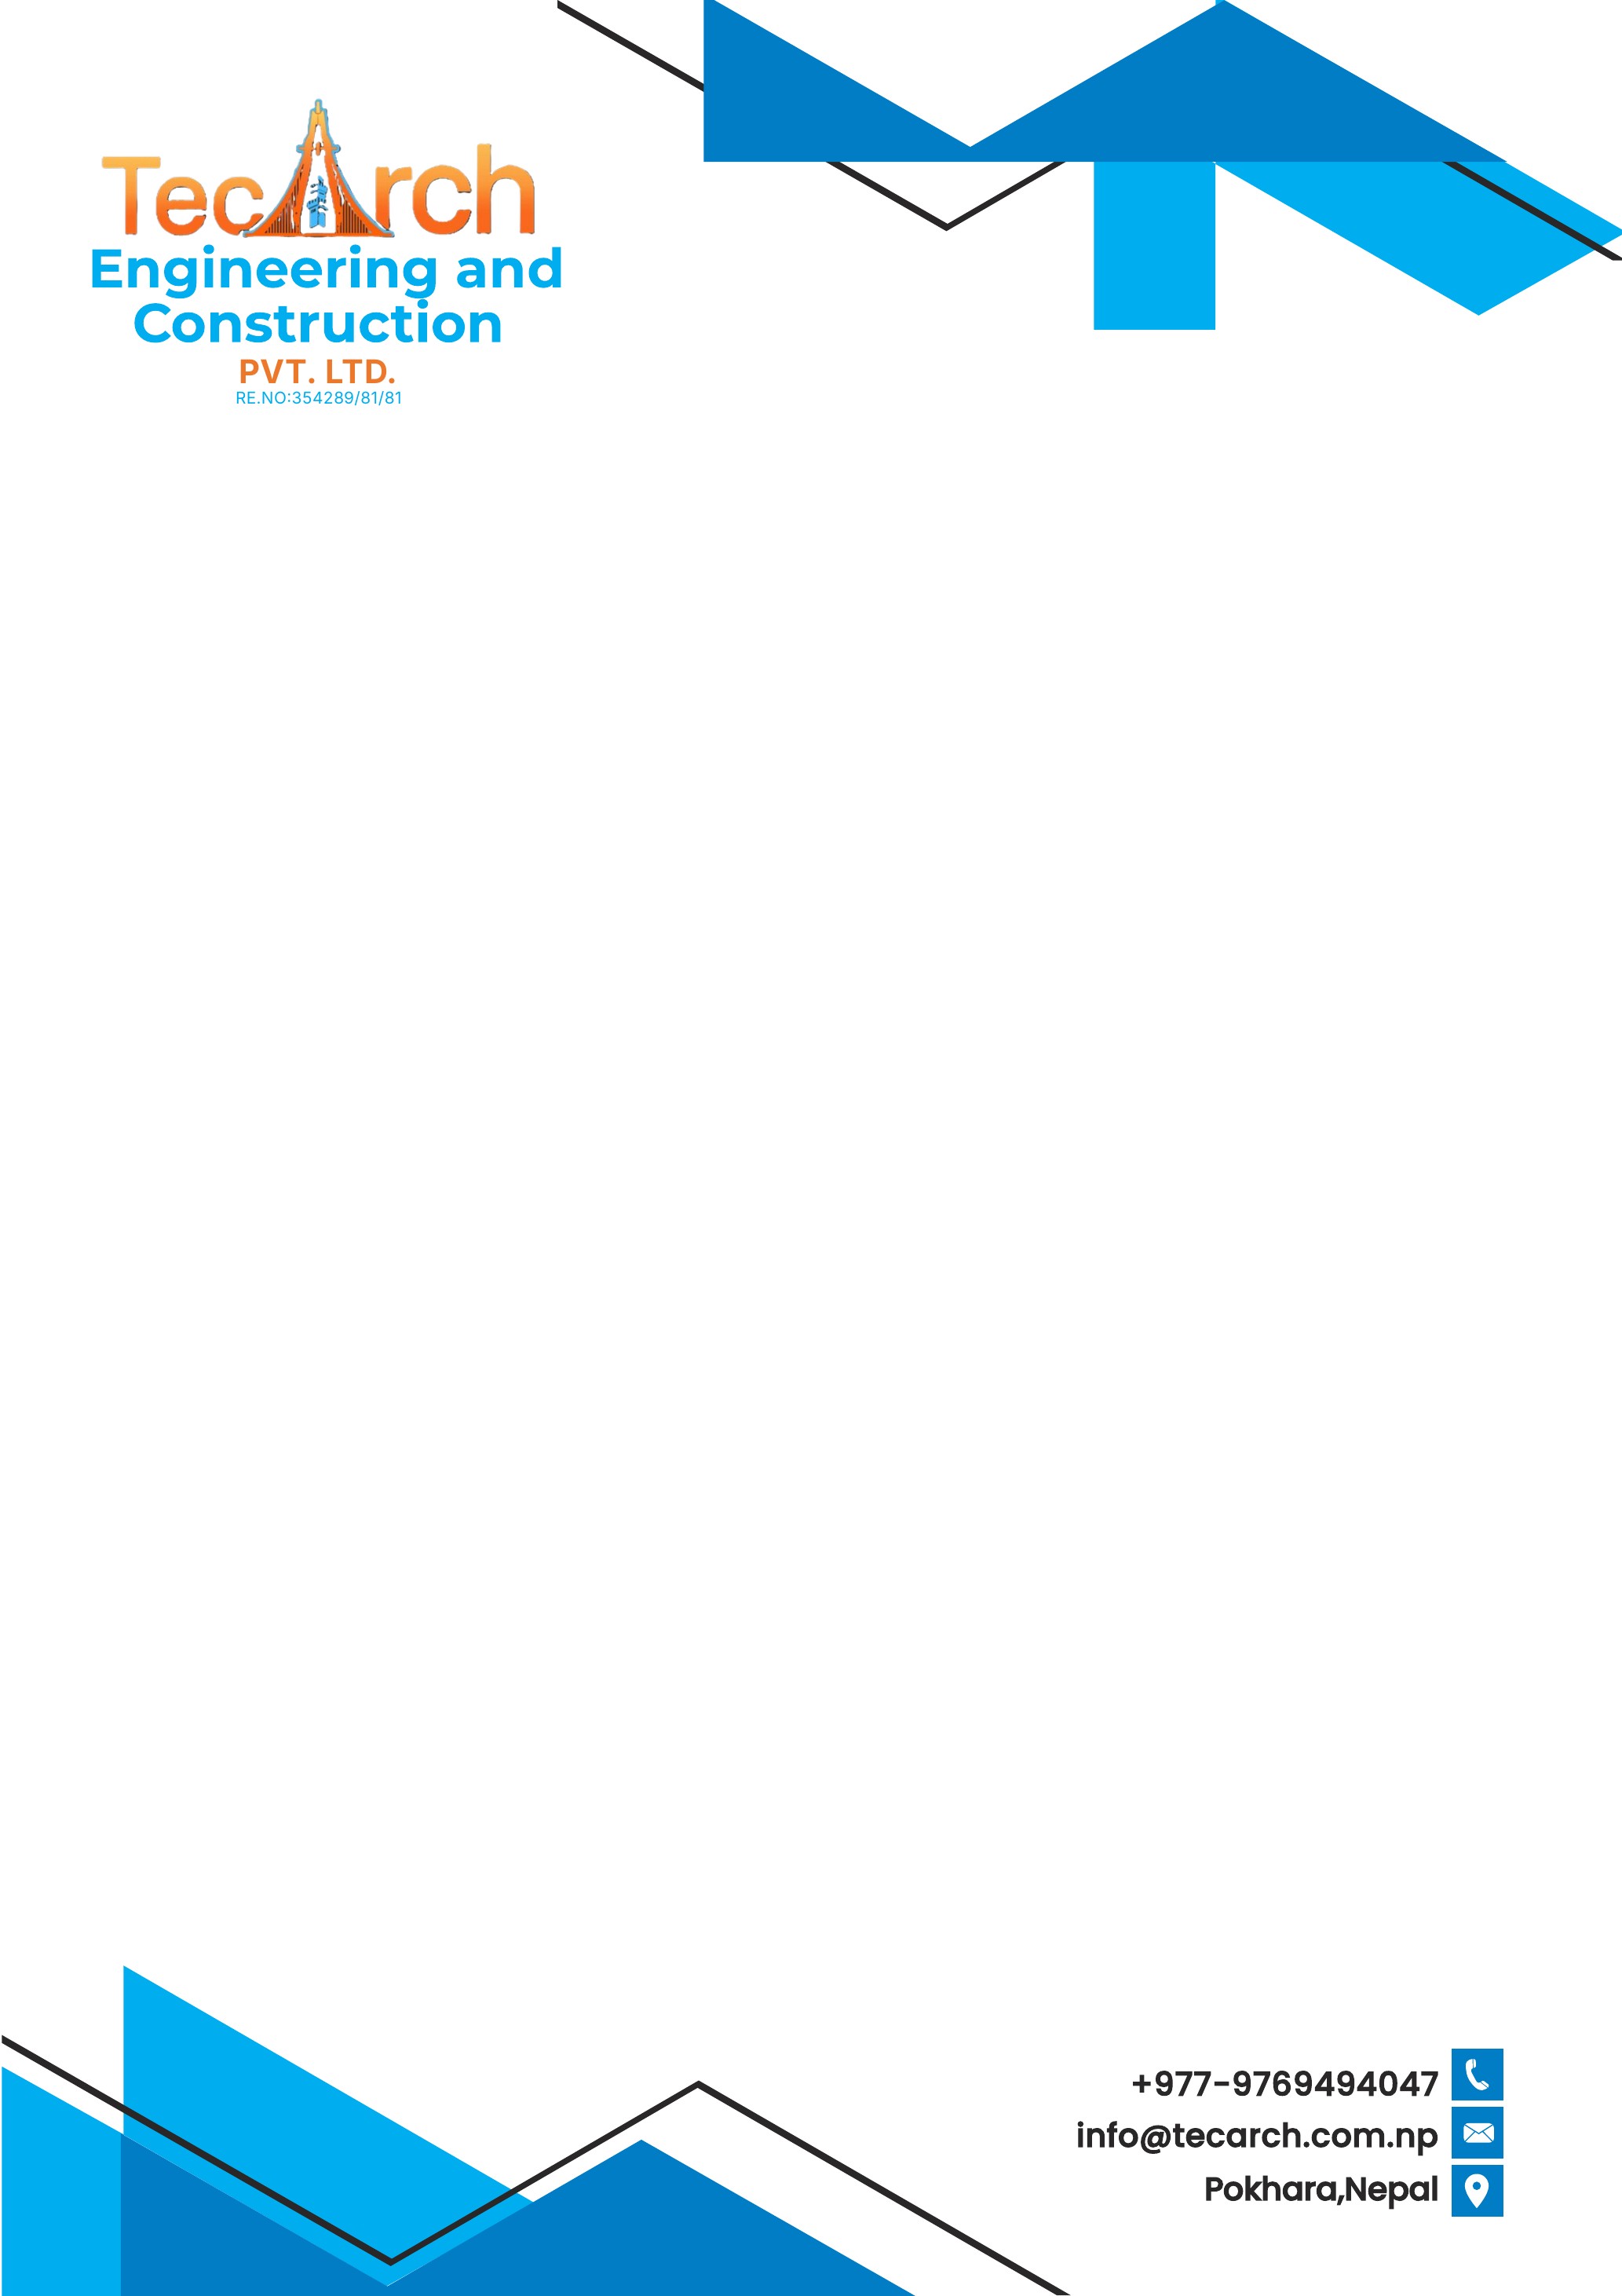 TecArch
Engineering and
Construction
PVT. LTD.
RE.NO:354289/81/81
+977-9769494047
info@tecarch.com.np
Pokhara,Nepal